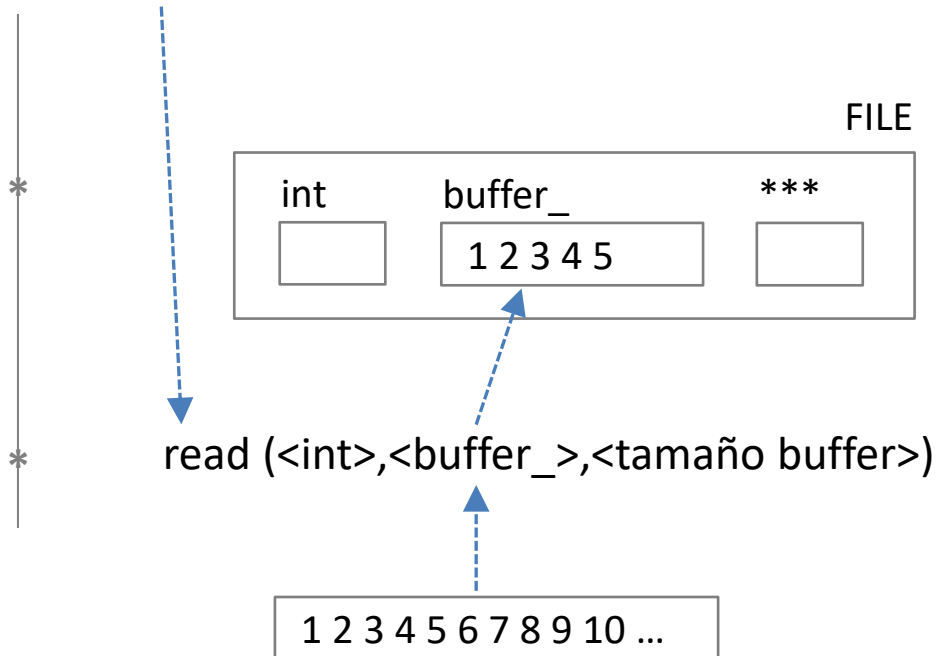 FILE
*
int buffer_ ***
1 2 3 4 5
* read (<int>,<buffer_>,<tamaño buffer>)
1 2 3 4 5 6 7 8 9 10 ...